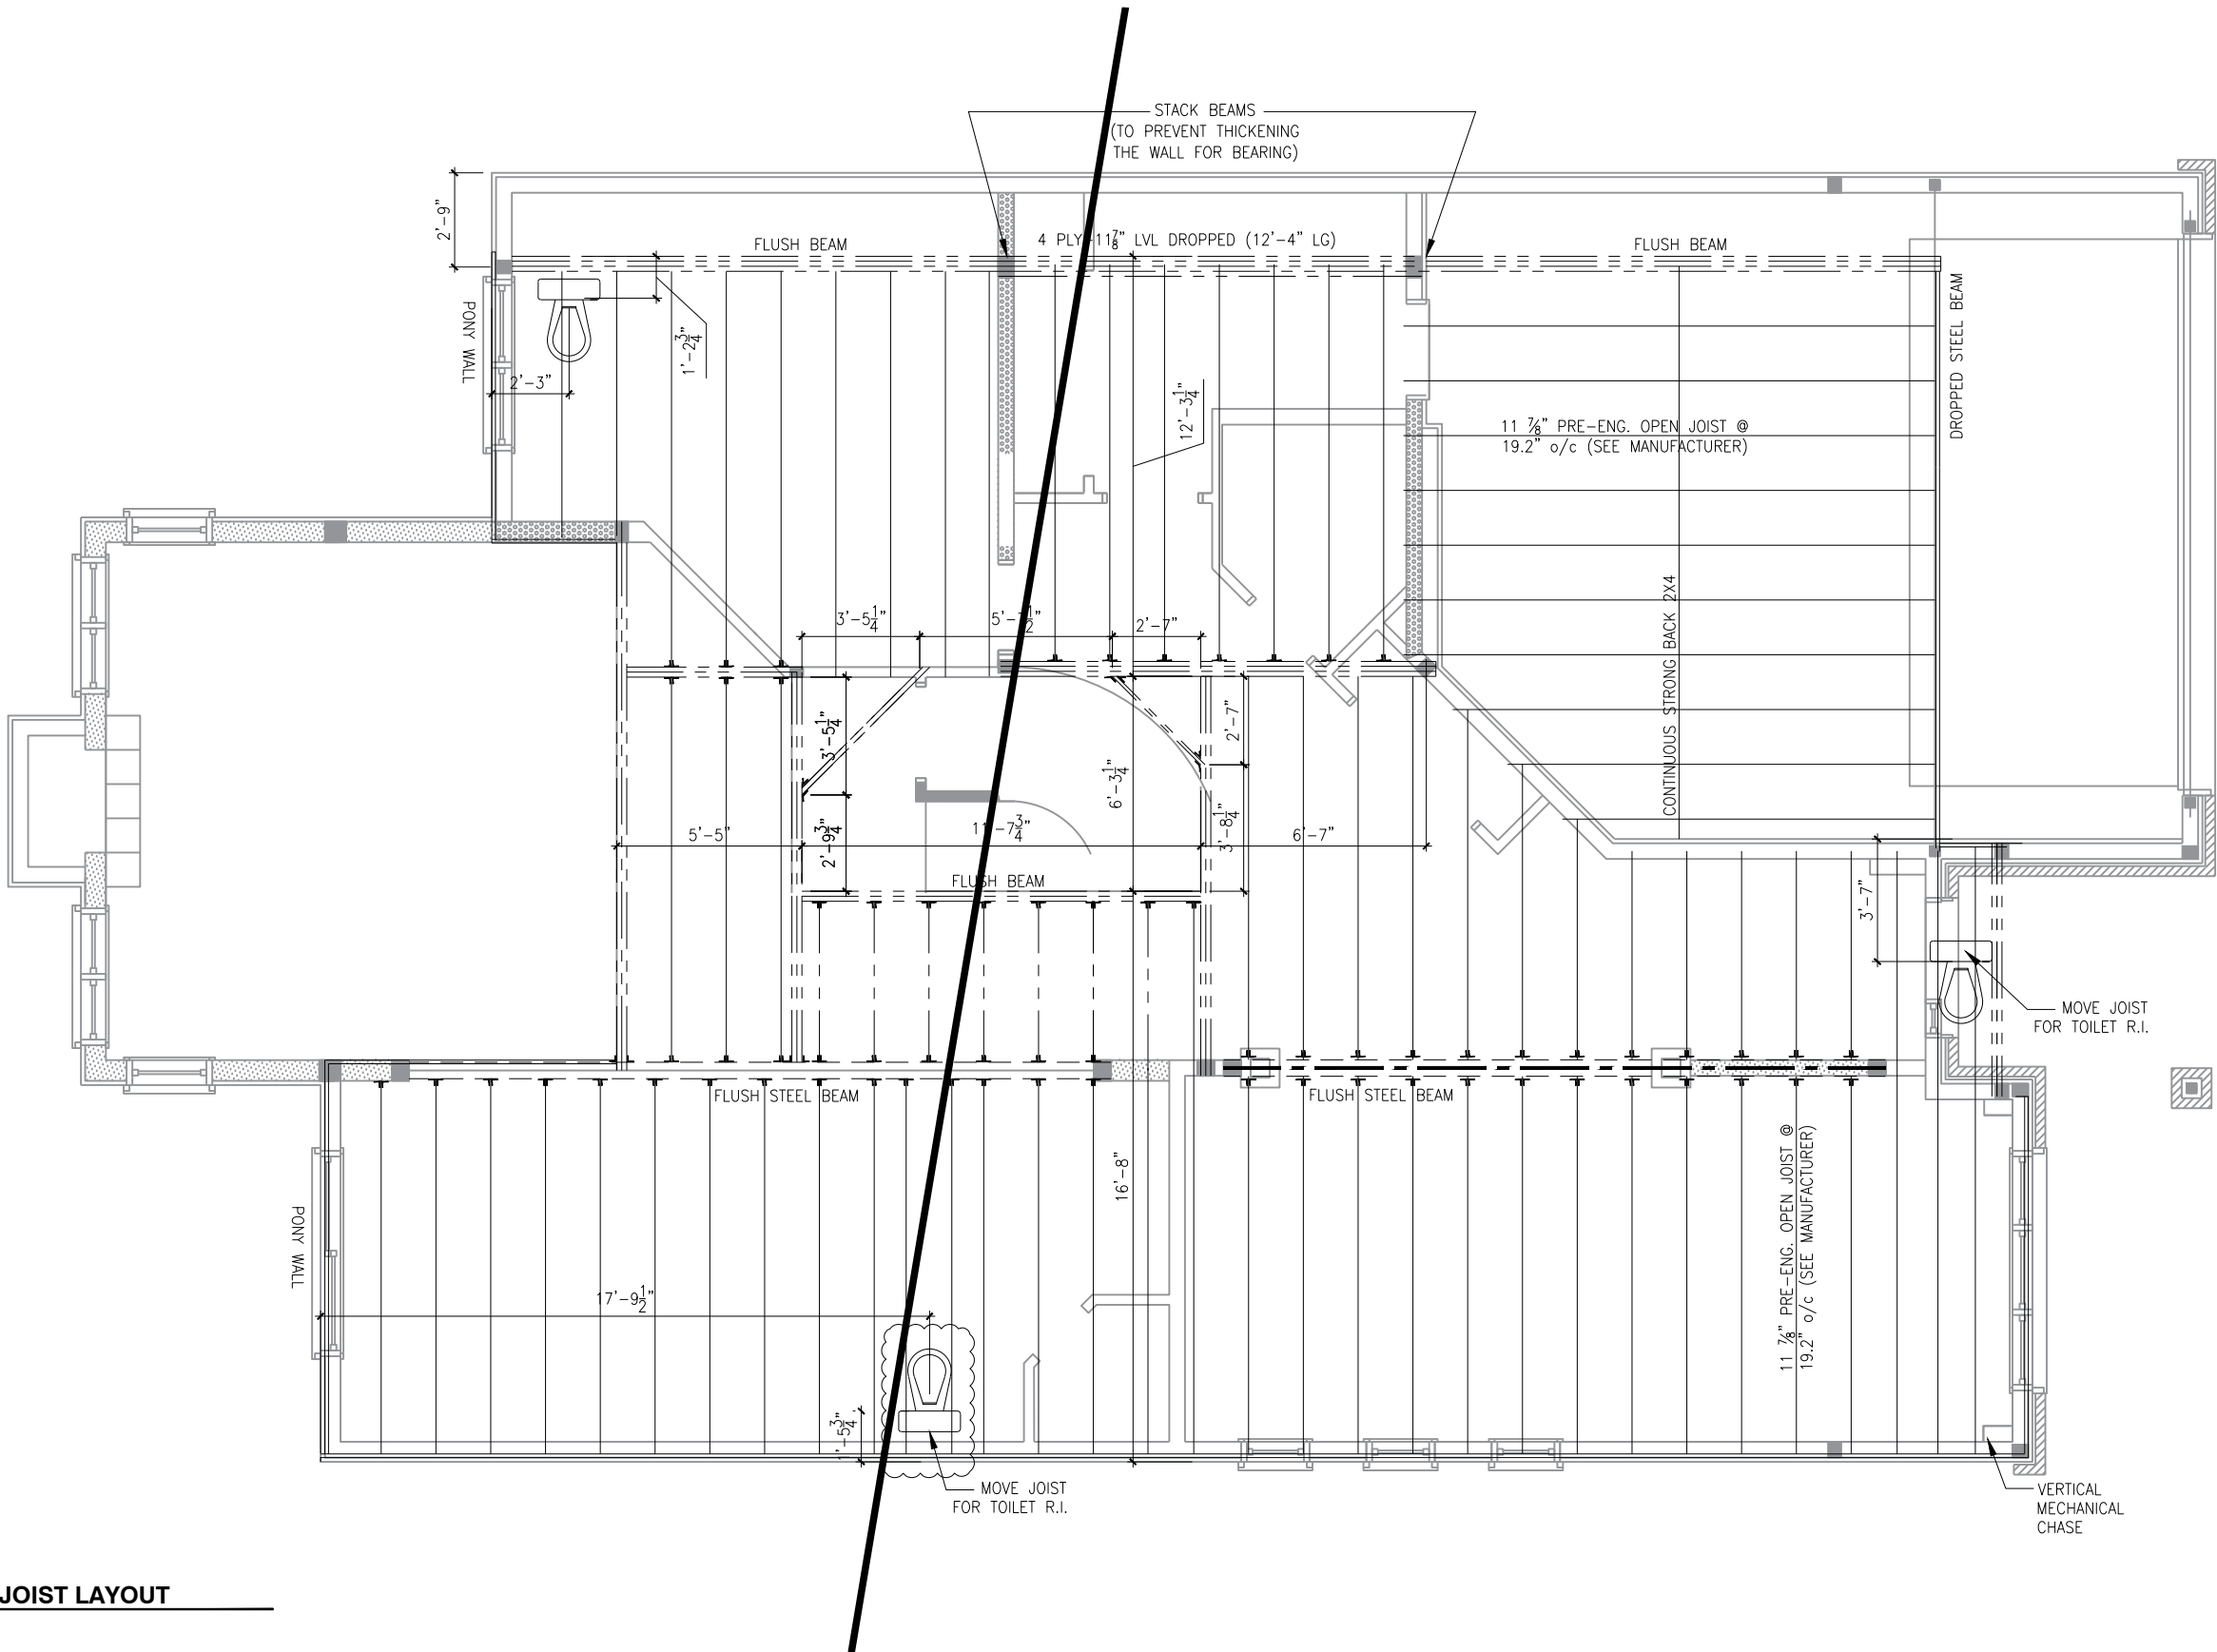 STACK BEAMS
(TO PREVENT THICKENING
THE WALL FOR BEARING)
2'-9"
FLUSH BEAM
4 PLY 11⅞" LVL DROPPED (12'-4" LG)
FLUSH BEAM
PONY WALL
1'-2¾"
2'-3"
12'-3¼"
DROPPED STEEL BEAM
11 ⅞" PRE-ENG. OPEN JOIST @
19.2" o/c (SEE MANUFACTURER)
CONTINUOUS STRONG BACK 2X4
3'-5¼"
2'-7"
3'-5¼"
2'-7"
6'-3¼"
5'-5"
2'-9¾"
3'-8¼"
6'-7"
FLUSH BEAM
3'-7"
MOVE JOIST
FOR TOILET R.I.
FLUSH STEEL BEAM
FLUSH STEEL BEAM
16'-8"
11 ⅞" PRE-ENG. OPEN JOIST @
19.2" o/c (SEE MANUFACTURER)
PONY WALL
17'-9½"
1'-5¾"
MOVE JOIST
FOR TOILET R.I.
VERTICAL
MECHANICAL
CHASE
JOIST LAYOUT